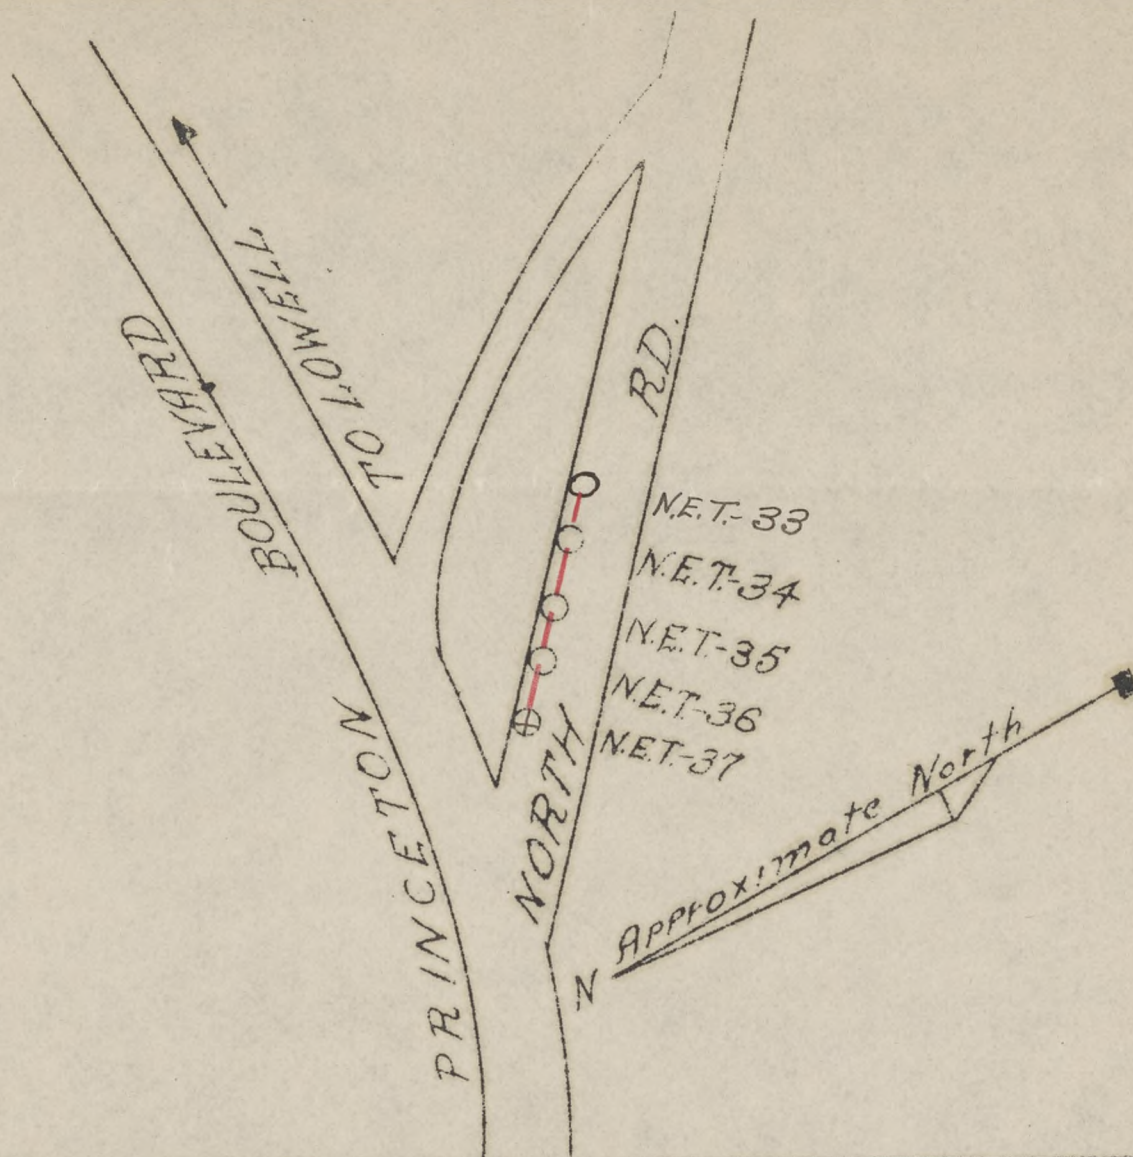 TO LOWELL.
PRINCETON BOULEVARD
NORTH RD.
N.E.T.-33
N.E.T.-34
N.E.T.-35
N.E.T.-36
N.E.T.-37
N Approximate North